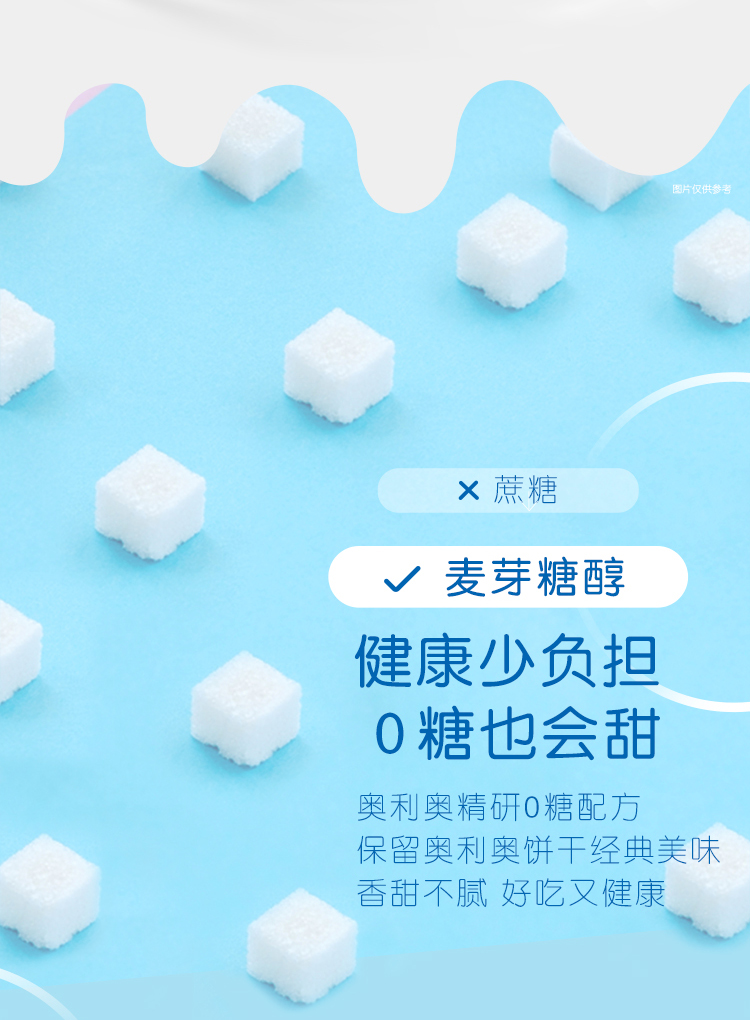 图片仅供参考
× 蔗糖
✓ 麦芽糖醇
健康少负担
0糖也会甜
奥利奥精研0糖配方
保留奥利奥饼干经典美味
香甜不腻 好吃又健康